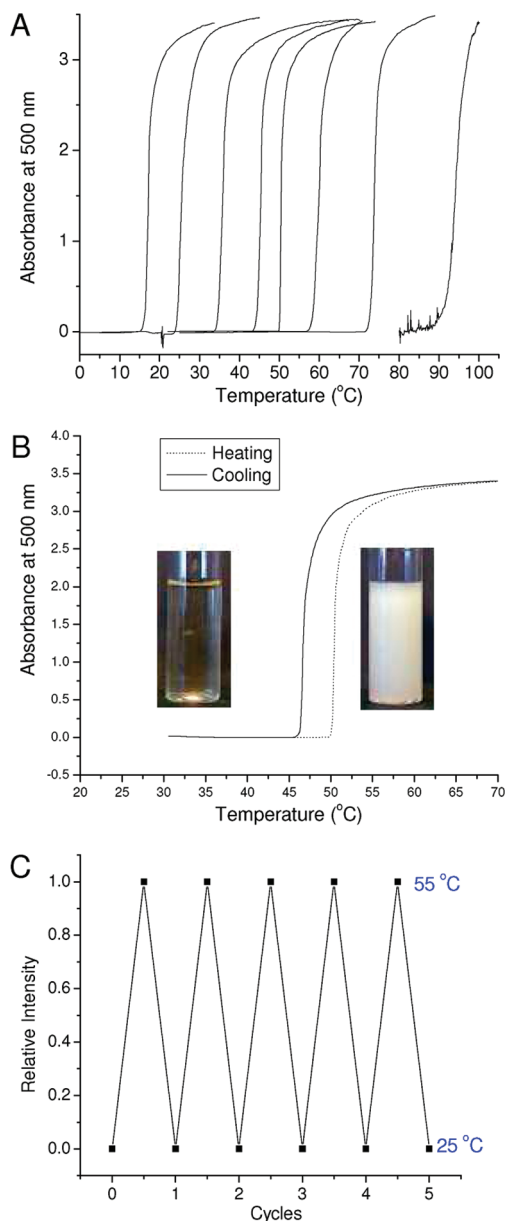 A
Absorbance at 500 nm
3
2
1
0
0 10 20 30 40 50 60 70 80 90 100
Temperature (°C)
B
Absorbance at 500 nm
4.0
3.5
3.0
2.5
2.0
1.5
1.0
0.5
0.0
-0.5
Heating
Cooling
20 25 30 35 40 45 50 55 60 65 70
Temperature (°C)
C
Relative Intensity
1.0
0.8
0.6
0.4
0.2
0.0
55 °C
25 °C
0 1 2 3 4 5
Cycles